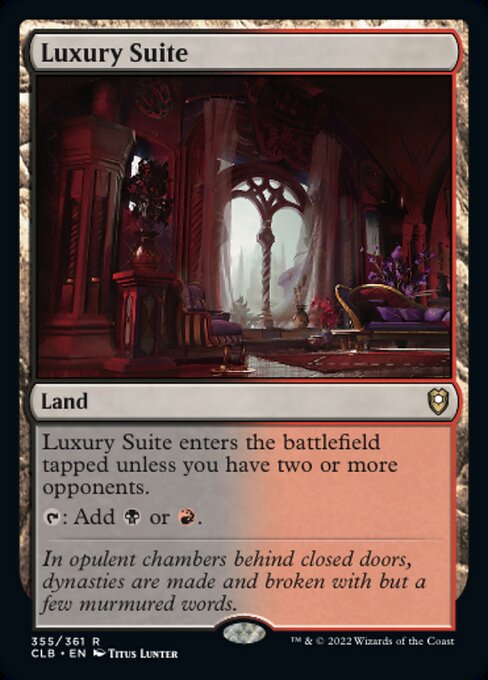 Luxury Suite
Land
Luxury Suite enters the battlefield
tapped unless you have two or more
opponents.
: Add or .
In opulent chambers behind closed doors,
dynasties are made and broken with but a
few murmured words.
355/361 R
CLB • EN Titus Lunter
™ & © 2022 Wizards of the Coast